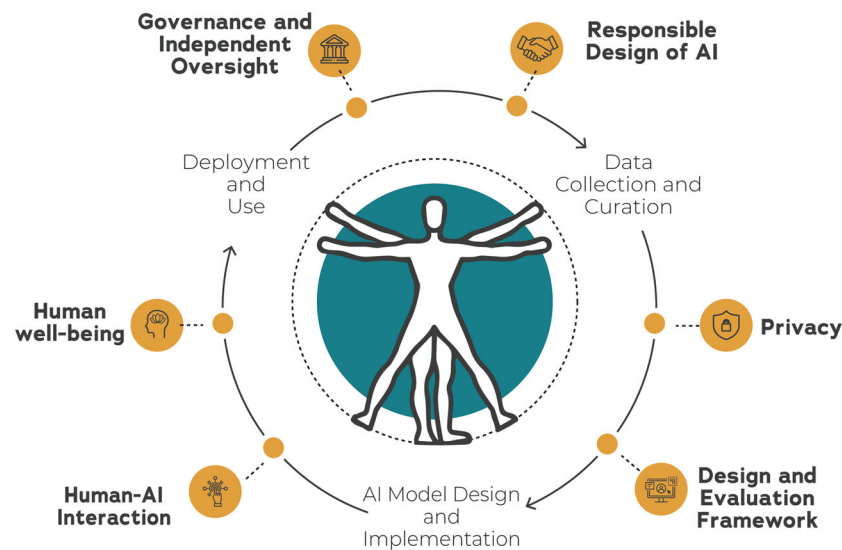 Governance and
Independent
Oversight
Responsible
Design of AI
Deployment
and
Use
Data
Collection and
Curation
Human
well-being
Privacy
Human-AI
Interaction
AI Model Design
and
Implementation
Design and
Evaluation
Framework